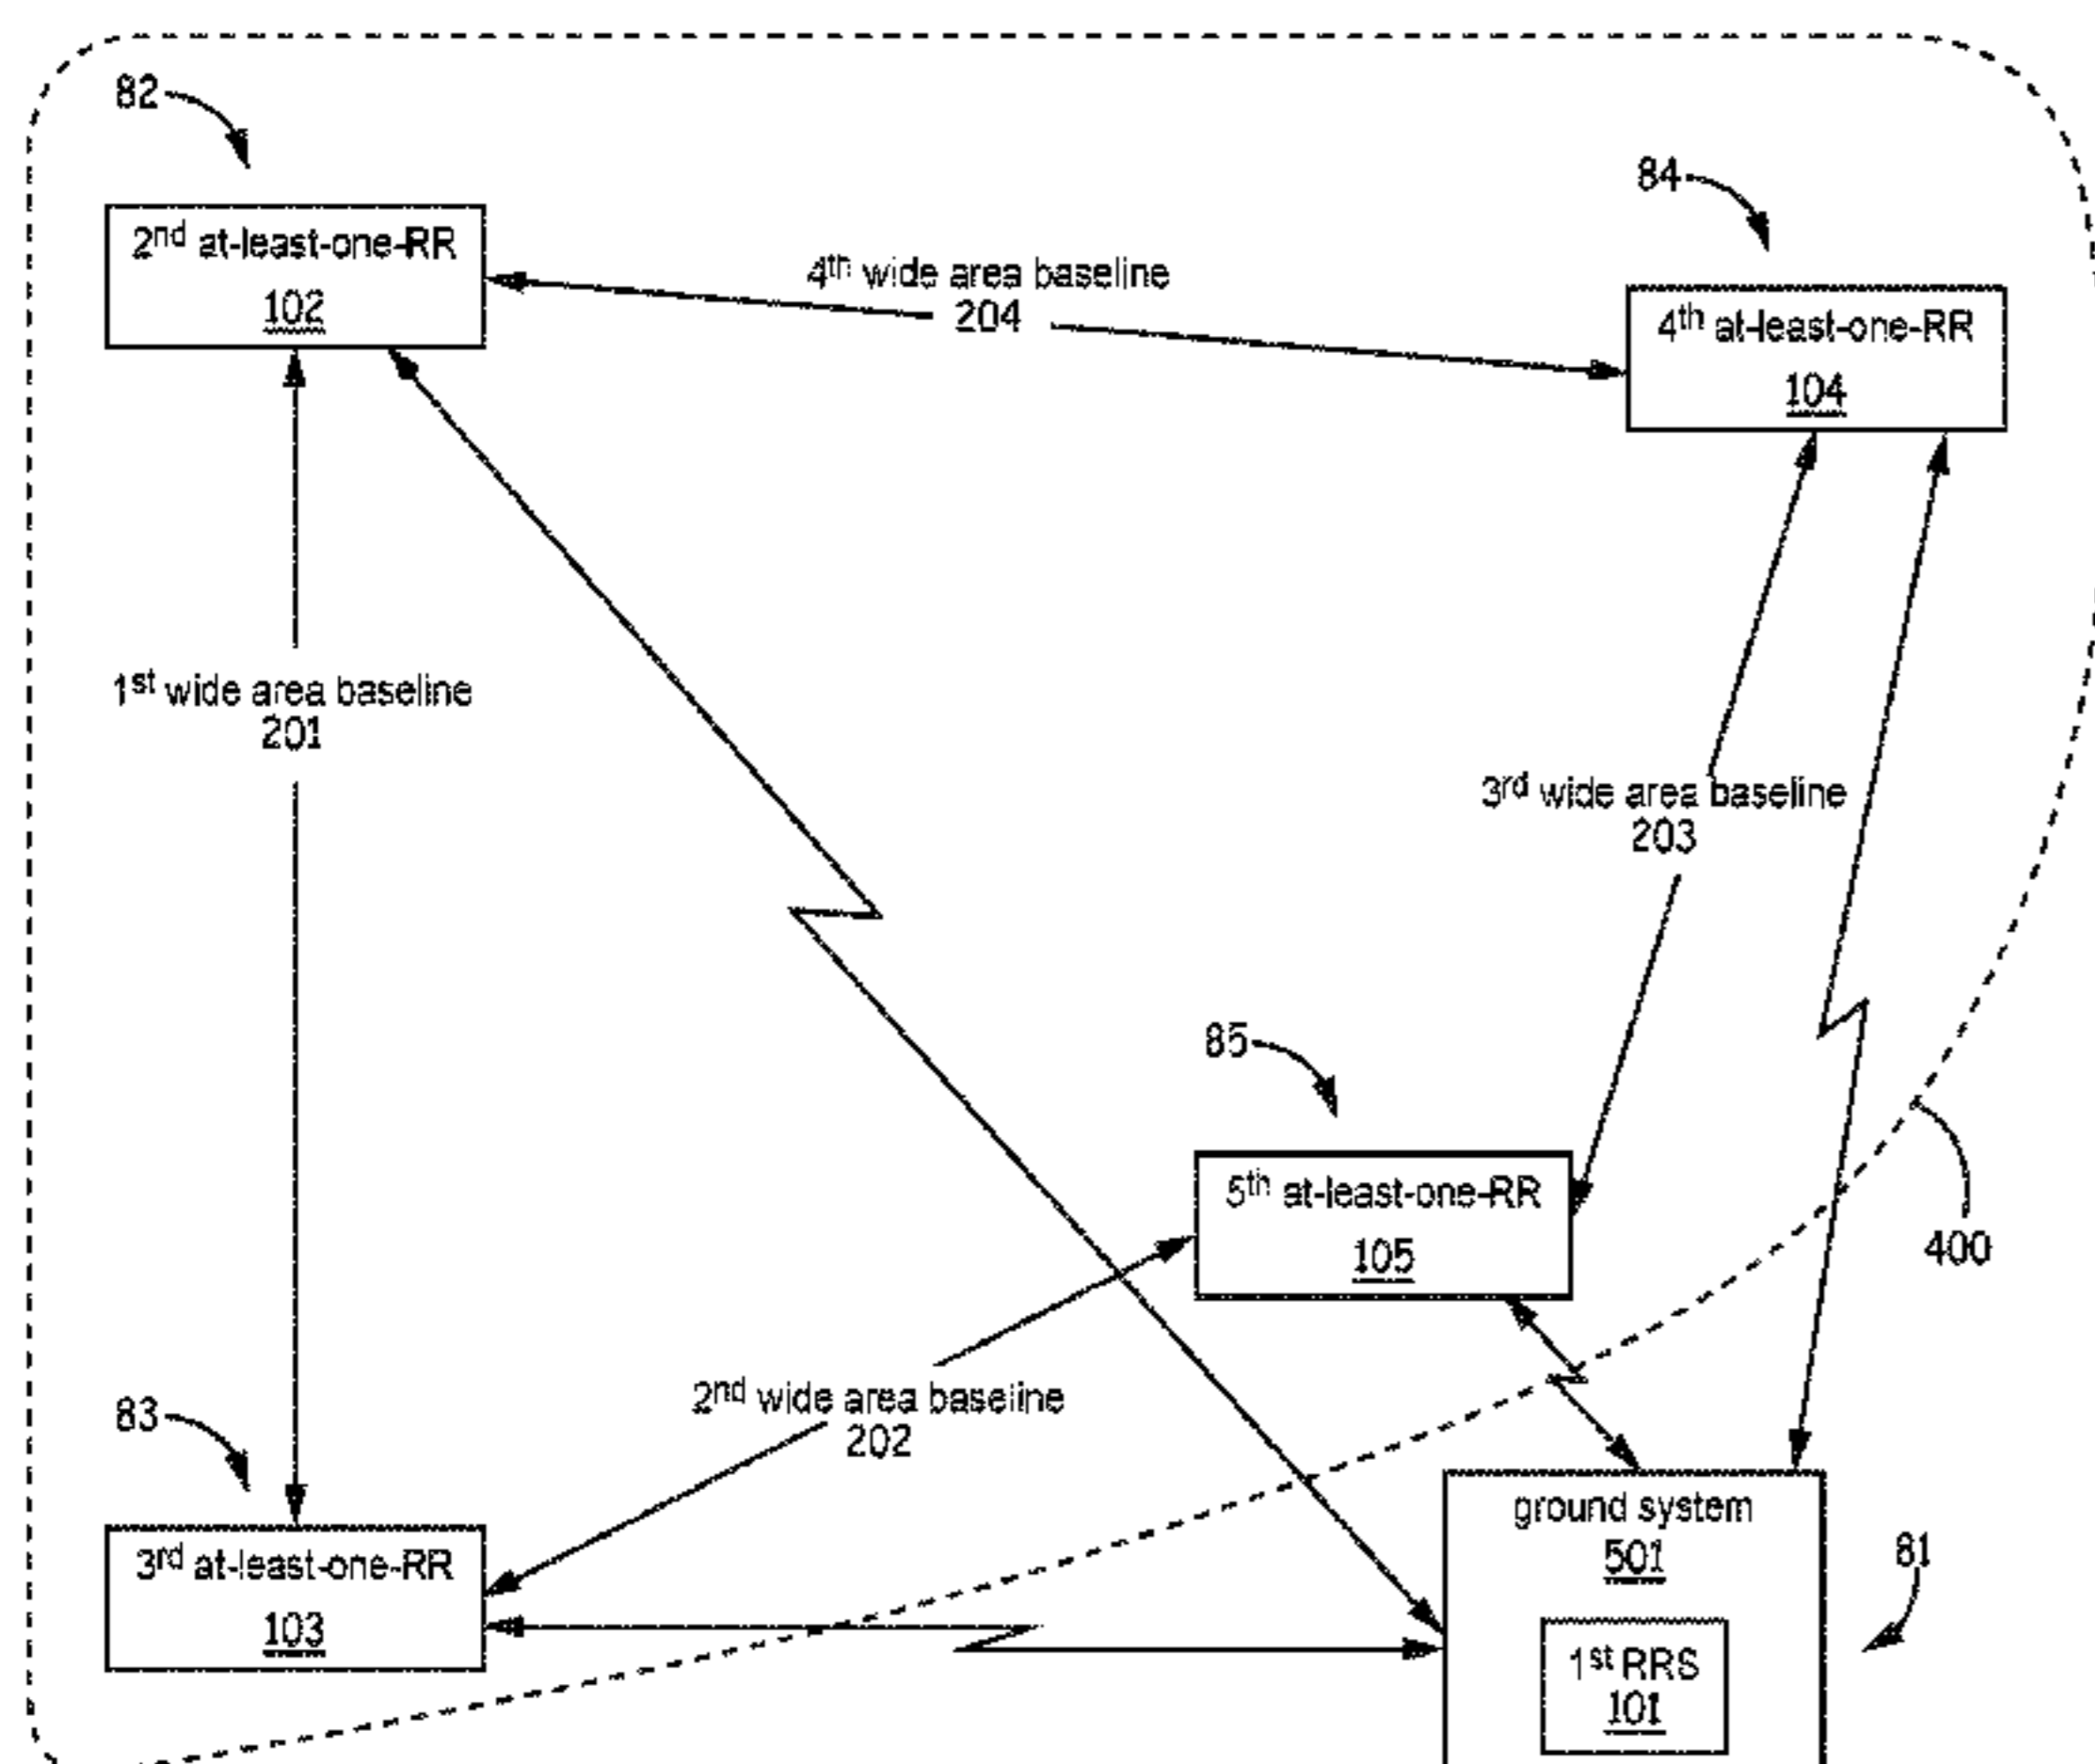 82
2nd at-least-one-RR
102
84
4th at-least-one-RR
104
4th wide area baseline
204
1st wide area baseline
201
3rd wide area baseline
203
85
5th at-least-one-RR
105
400
2nd wide area baseline
202
83
3rd at-least-one-RR
103
ground system
501
81
1st RRS
101